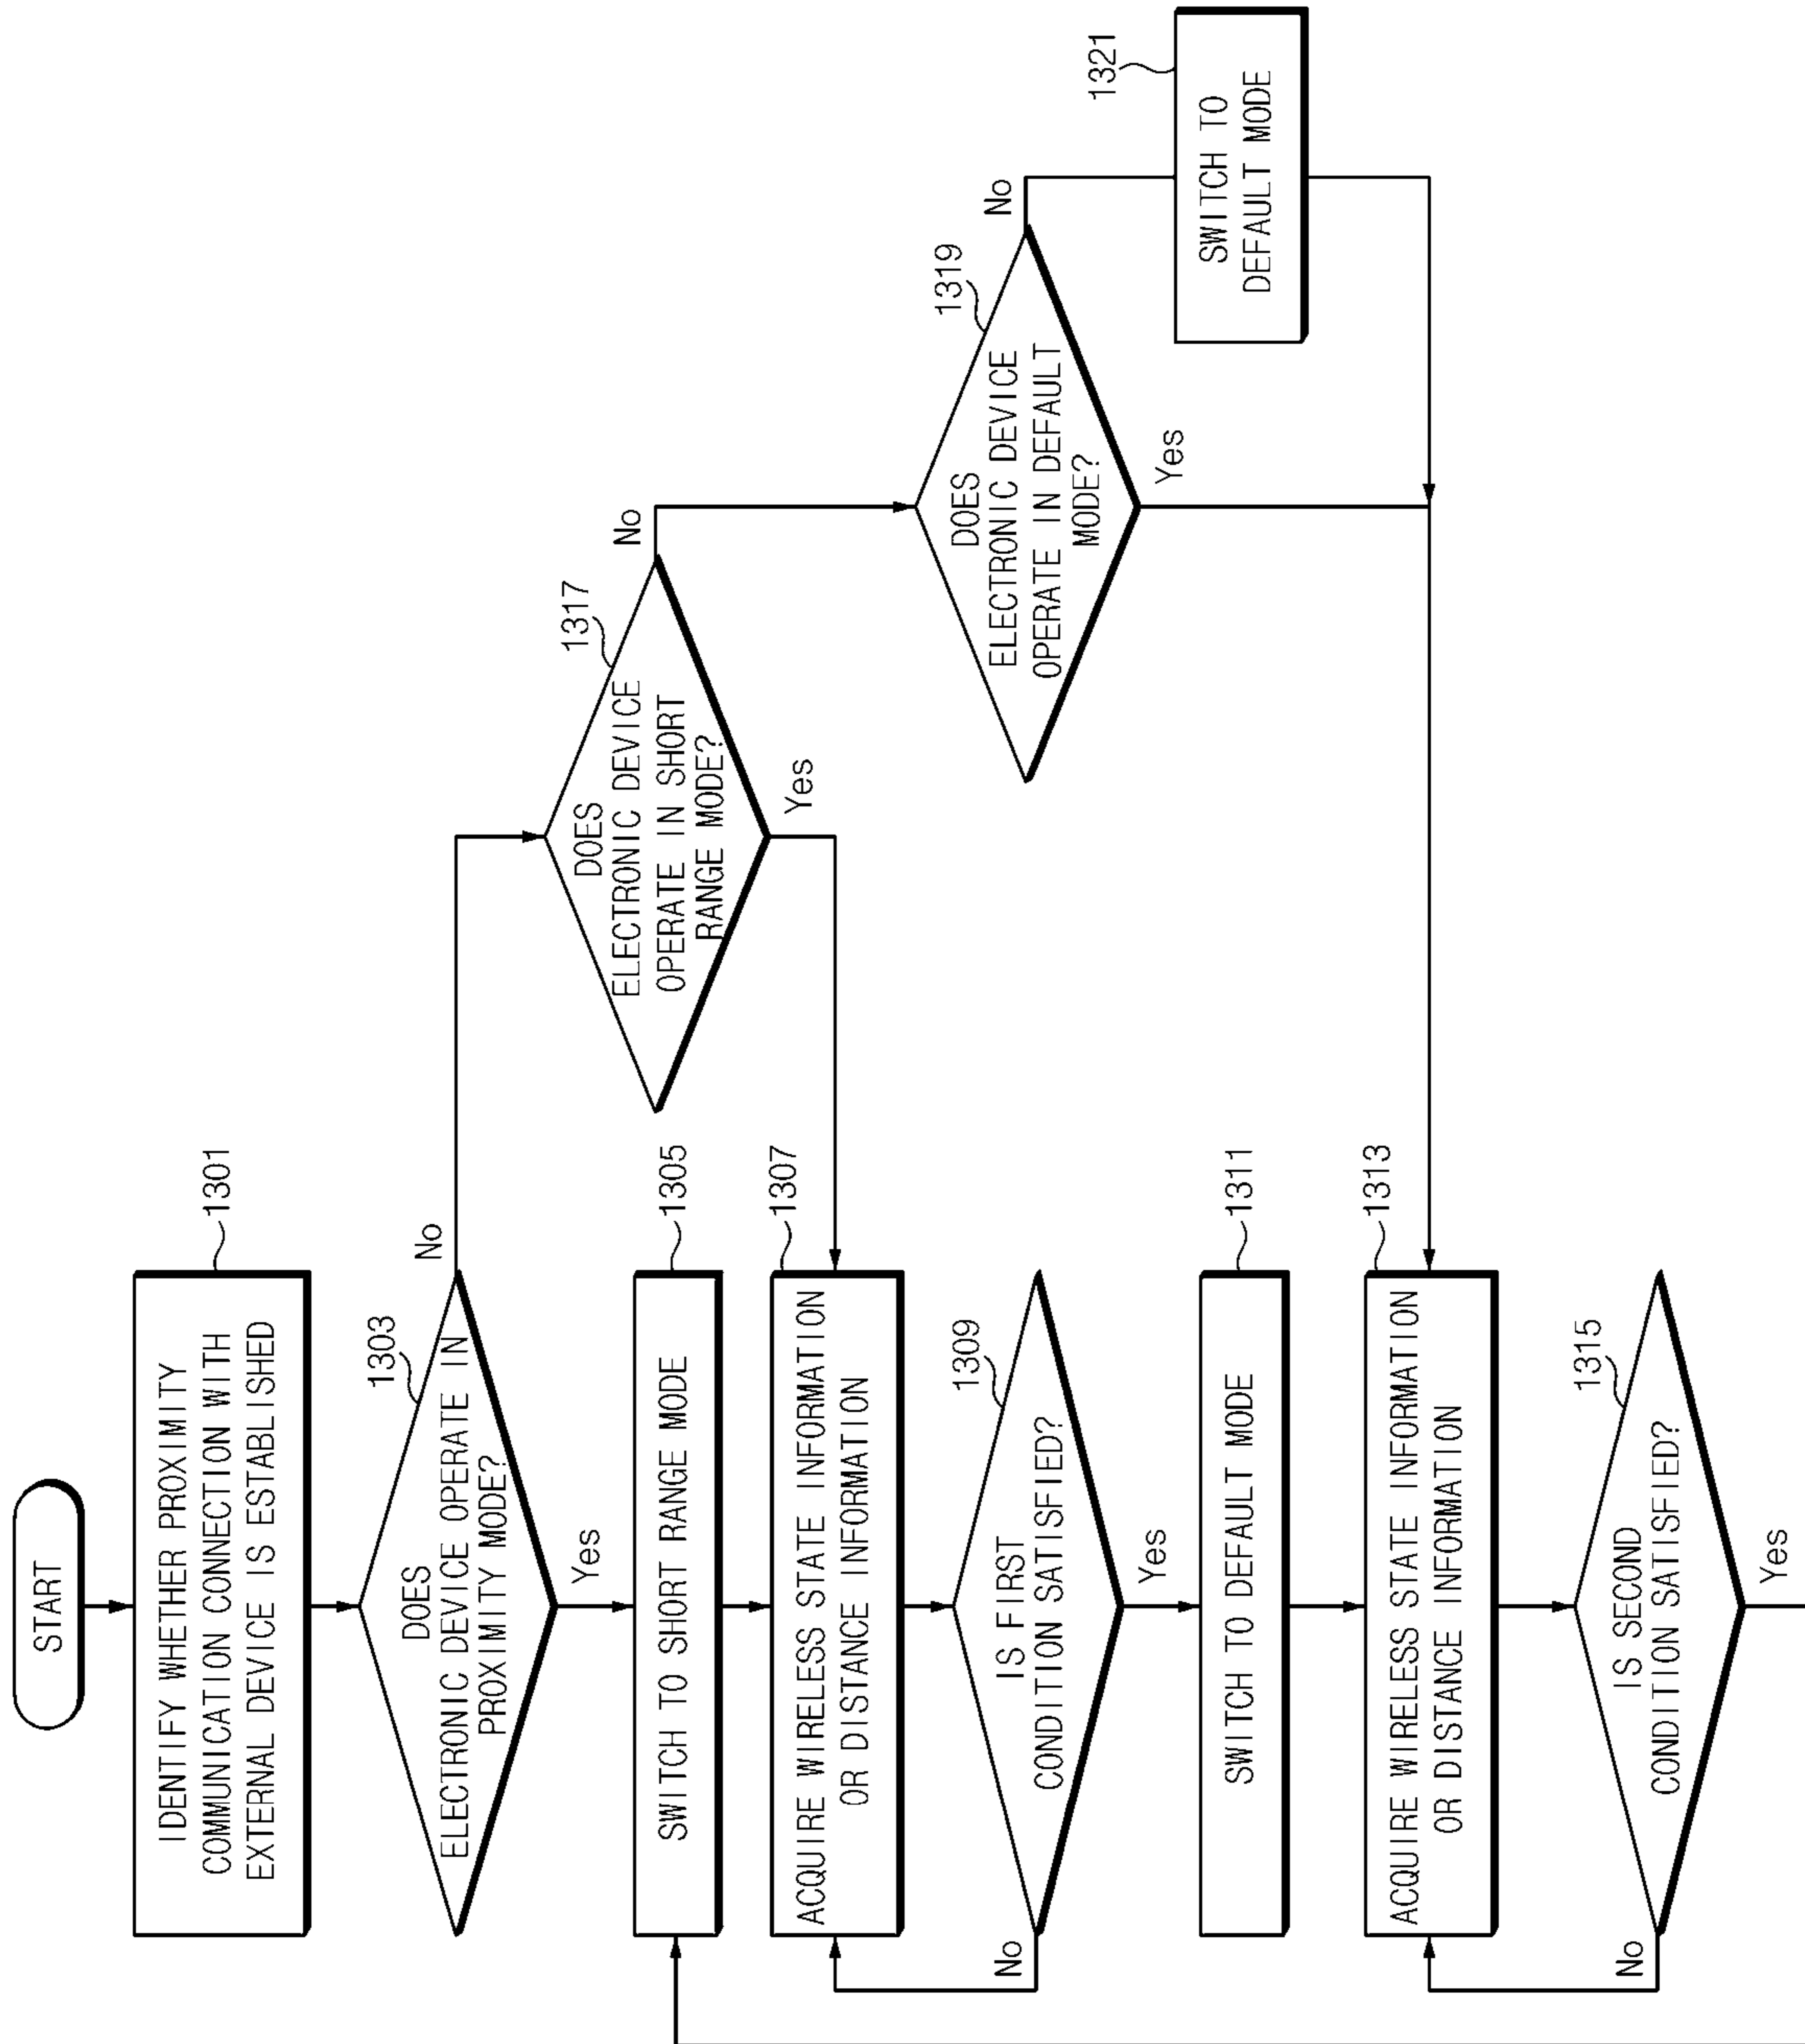 START
IDENTIFY WHETHER PROXIMITY
COMMUNICATION CONNECTION WITH
EXTERNAL DEVICE IS ESTABLISHED
1301
DOES
ELECTRONIC DEVICE OPERATE IN
PROXIMITY MODE?
1303
No
Yes
SWITCH TO SHORT RANGE MODE
1305
ACQUIRE WIRELESS STATE INFORMATION
OR DISTANCE INFORMATION
1307
IS FIRST
CONDITION SATISFIED?
1309
No
Yes
SWITCH TO DEFAULT MODE
1311
ACQUIRE WIRELESS STATE INFORMATION
OR DISTANCE INFORMATION
1313
IS SECOND
CONDITION SATISFIED?
1315
No
Yes
DOES
ELECTRONIC DEVICE
OPERATE IN SHORT
RANGE MODE?
1317
No
Yes
DOES
ELECTRONIC DEVICE
OPERATE IN DEFAULT
MODE?
1319
No
Yes
SWITCH TO
DEFAULT MODE
1321